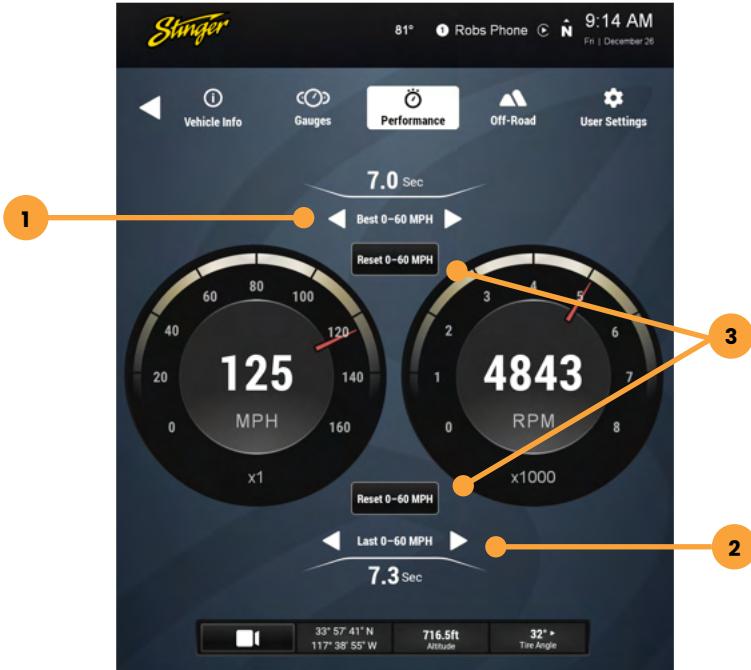 Stinger
81° 1 Robs Phone N 9:14 AM
Fri | December 26
Vehicle Info Gauges Performance Off-Road User Settings
7.0 Sec
1
Best 0-60 MPH
Reset 0-60 MPH
0 20 40 60 80 100 120 140 160
125
MPH
x1
0 1 2 3 4 5 6 7 8
4843
RPM
x1000
3
Reset 0-60 MPH
Last 0-60 MPH
2
7.3 Sec
33° 57' 41" N
117° 38' 55" W
716.5ft
Altitude
32°
Tire Angle